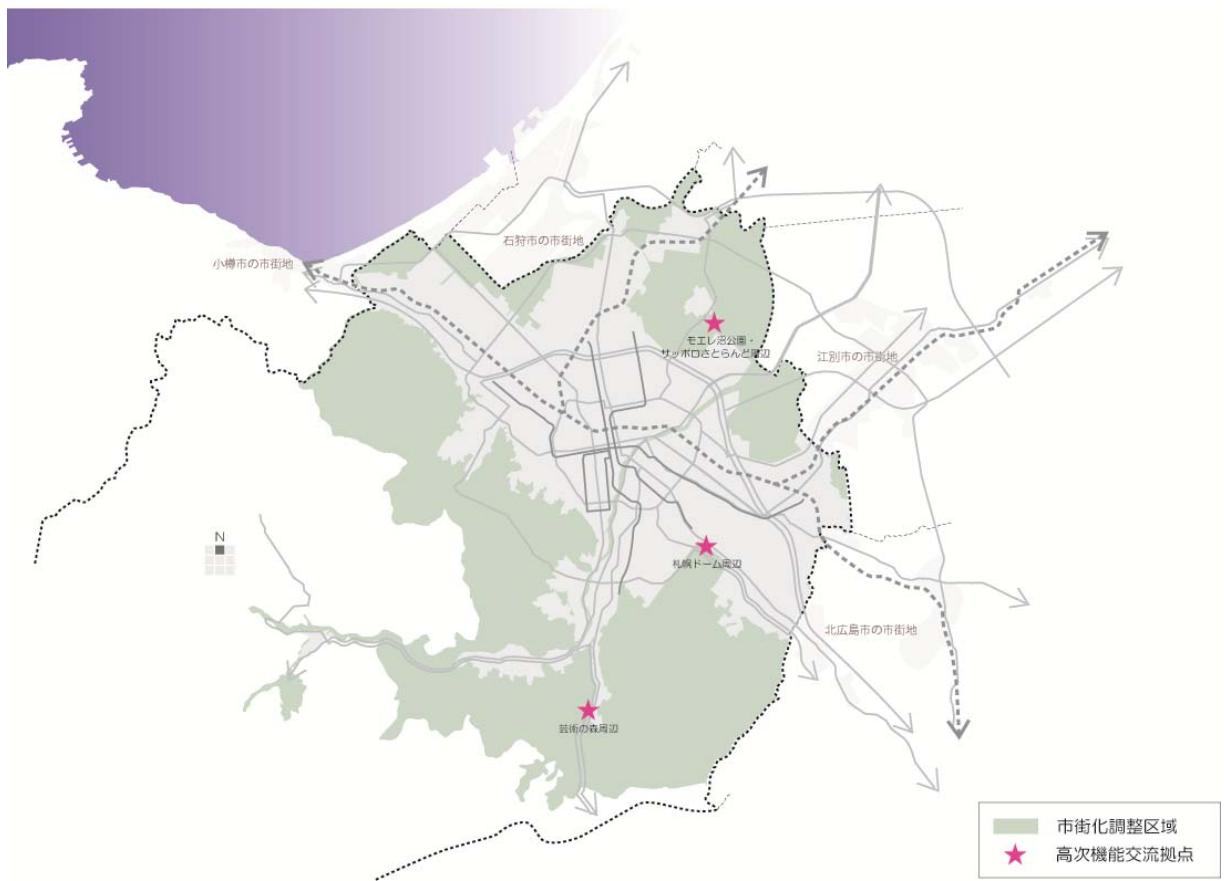 石狩市の市街地
小樽市の市街地
モエレ沼公園・
サッポロさとらんど周辺
江別市の市街地
N
札幌ドーム周辺
北広島市の市街地
芸術の森周辺
市街化調整区域
高次機能交流拠点